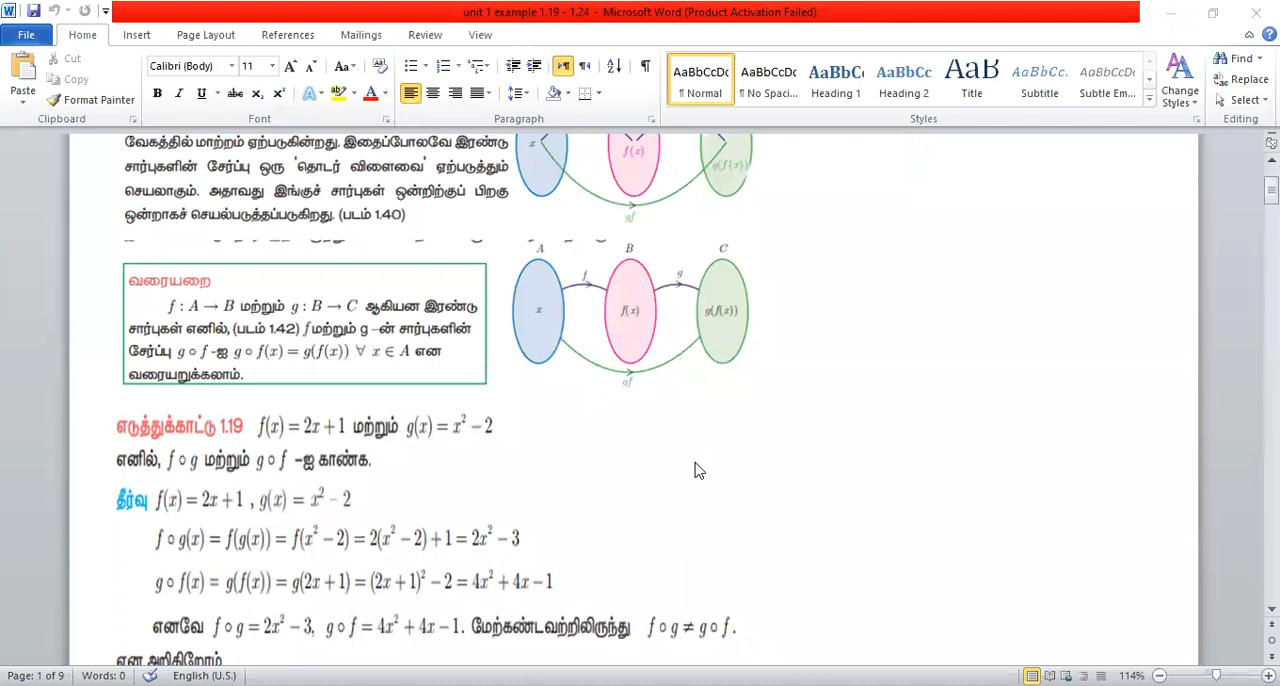 unit 1 example 1.19 - 1.24 - Microsoft Word (Product Activation Failed)
File Home Insert Page Layout References Mailings Review View
Paste Cut Copy Format Painter Clipboard
Calibri (Body) 11 Font
Paragraph
AaBbCcDc AaBbCcDc AaBbCc AaBbCc AaB AaBbCc. AaBbCcDc
¶ Normal ¶ No Spaci... Heading 1 Heading 2 Title Subtitle Subtle Em...
Change Styles Styles
Find Replace Select Editing
வேகத்தில் மாற்றம் ஏற்படுகின்றது. இதைப்போலவே இரண்டு
சார்புகளின் சேர்ப்பு ஒரு 'தொடர் விளைவை' ஏற்படுத்தும்
செயலாகும். அதாவது இங்குச் சார்புகள் ஒன்றிற்குப் பிறகு
ஒன்றாகச் செயல்படுத்தப்படுகிறது. (படம் 1.40)
x f(x) g(f(x))
gf
வரையறை
f : A → B மற்றும் g : B → C ஆகியன இரண்டு
சார்புகள் எனில், (படம் 1.42) f மற்றும் g –ன் சார்புகளின்
சேர்ப்பு g ∘ f -ஐ g ∘ f(x) = g(f(x)) ∀ x ∈ A என
வரையறுக்கலாம்.
A B C
f g
x f(x) g(f(x))
gf
எடுத்துக்காட்டு 1.19 f(x) = 2x + 1 மற்றும் g(x) = x² − 2
எனில், f ∘ g மற்றும் g ∘ f -ஐ காண்க.
தீர்வு f(x) = 2x + 1 , g(x) = x² − 2
f ∘ g(x) = f(g(x)) = f(x² − 2) = 2(x² − 2) + 1 = 2x² − 3
g ∘ f(x) = g(f(x)) = g(2x + 1) = (2x + 1)² − 2 = 4x² + 4x − 1
எனவே f ∘ g = 2x² − 3, g ∘ f = 4x² + 4x − 1. மேற்கண்டவற்றிலிருந்து f ∘ g ≠ g ∘ f.
என அறிகிறோம்
Page: 1 of 9 Words: 0 English (U.S.) 114%